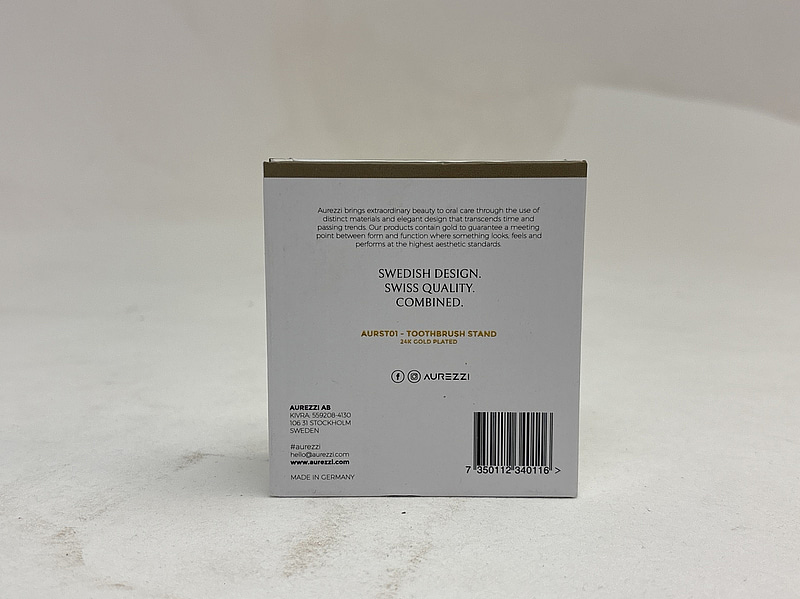 Aurezzi brings extraordinary beauty to oral care through the use of
distinct materials and elegant design that transcends time and
passing trends. Our products contain gold to guarantee a meeting
point between form and function where something looks, feels and
performs at the highest aesthetic standards.
SWEDISH DESIGN.
SWISS QUALITY.
COMBINED.
AURST01 - TOOTHBRUSH STAND
24K GOLD PLATED
AUREZZI
AUREZZI AB
KIVRA: 559208-4130
106 31 STOCKHOLM
SWEDEN
#aurezzi
hello@aurezzi.com
www.aurezzi.com
MADE IN GERMANY
7 350112 340116 >